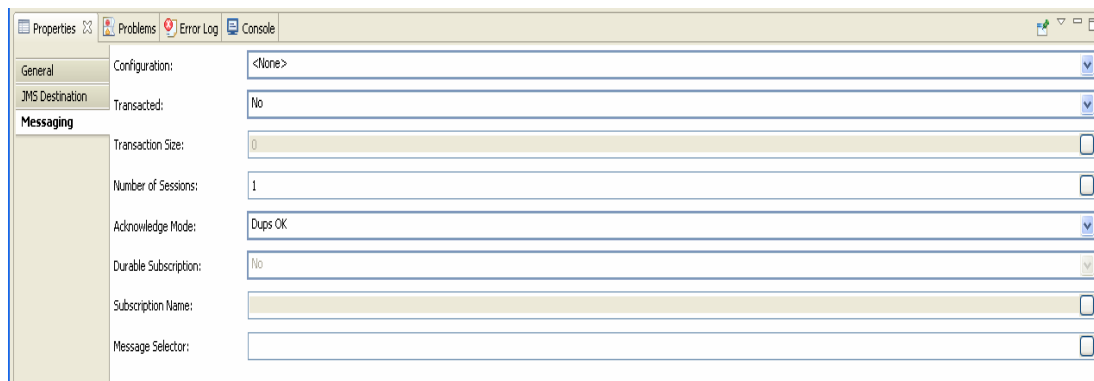 Properties Problems Error Log Console
General
JMS Destination
Messaging
Configuration: <None>
Transacted: No
Transaction Size: 0
Number of Sessions: 1
Acknowledge Mode: Dups OK
Durable Subscription: No
Subscription Name:
Message Selector: